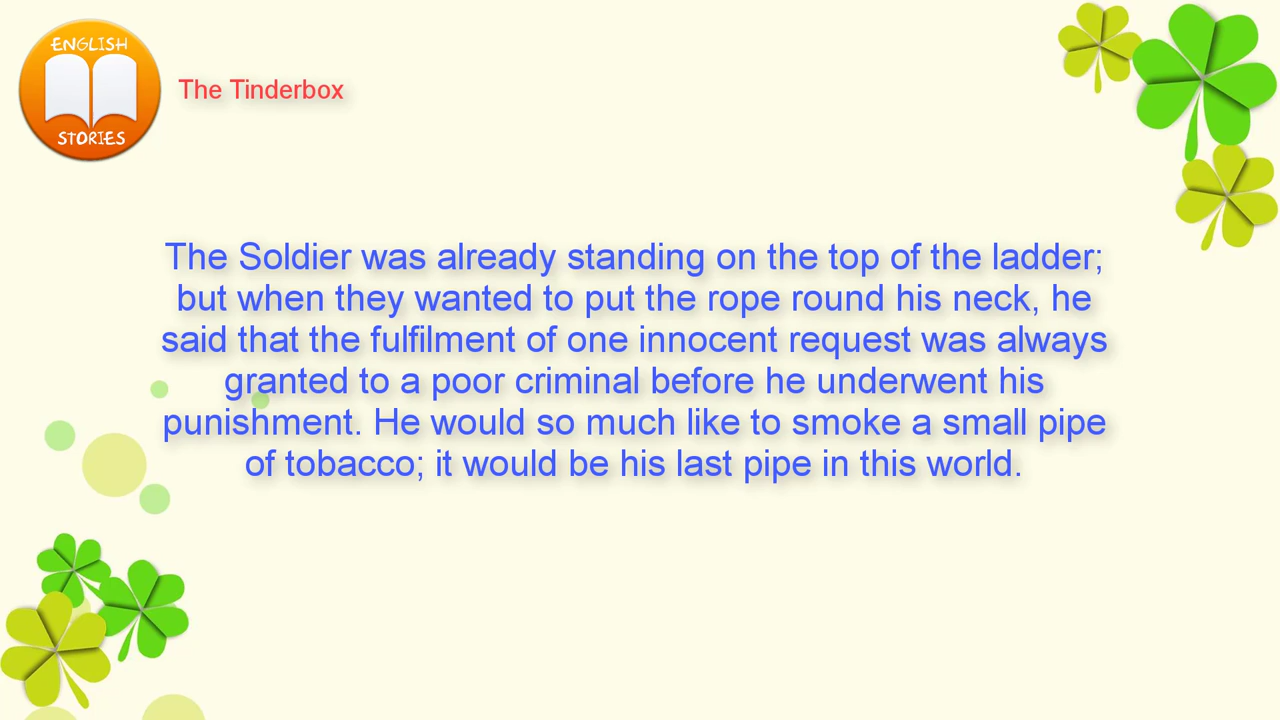 ENGLISH
STORIES
The Tinderbox
The Soldier was already standing on the top of the ladder;
but when they wanted to put the rope round his neck, he
said that the fulfilment of one innocent request was always
granted to a poor criminal before he underwent his
punishment. He would so much like to smoke a small pipe
of tobacco; it would be his last pipe in this world.